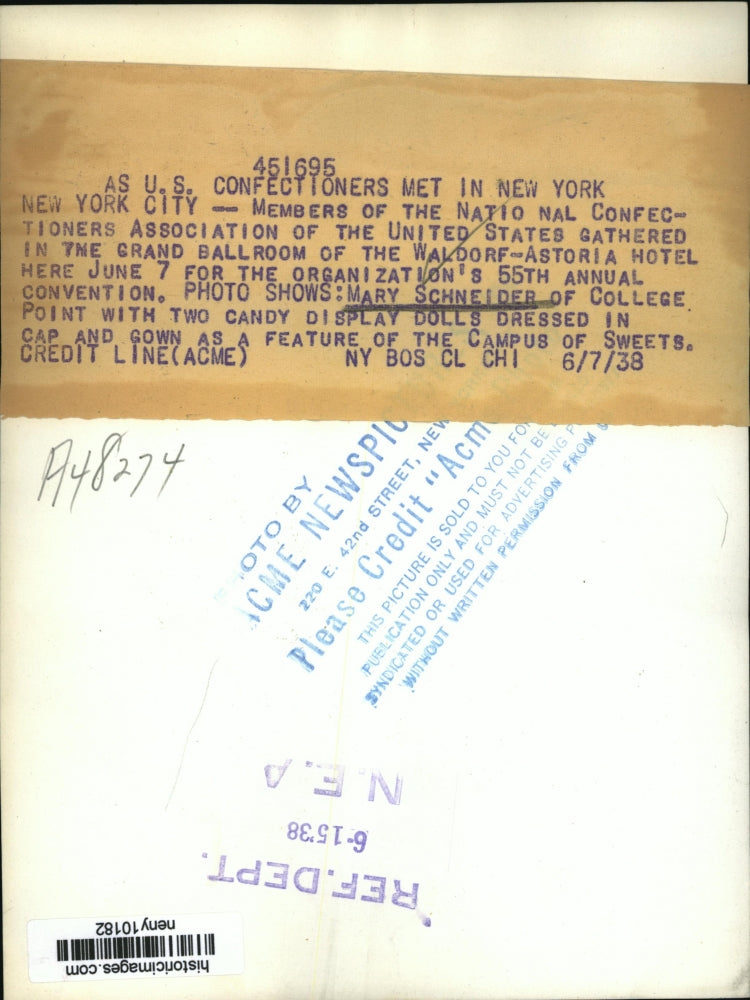 451695
AS U.S. CONFECTIONERS MET IN NEW YORK
NEW YORK CITY -- MEMBERS OF THE NATIO NAL CONFEC-
TIONERS ASSOCIATION OF THE UNITED STATES GATHERED
IN THE GRAND BALLROOM OF THE WALDORF-ASTORIA HOTEL
HERE JUNE 7 FOR THE ORGANIZATION'S 55TH ANNUAL
CONVENTION. PHOTO SHOWS:MARY SCHNEIDER OF COLLEGE
POINT WITH TWO CANDY DISPLAY DOLLS DRESSED IN
CAP AND GOWN AS A FEATURE OF THE CAMPUS OF SWEETS.
CREDIT LINE(ACME) NY BOS CL CHI 6/7/38
A48274
PHOTO BY
ACME NEWSPIC
220 E. 42nd STREET, NEW
Please Credit "Acm
THIS PICTURE IS SOLD TO YOU FOR
PUBLICATION ONLY AND MUST NOT BE
SYNDICATED OR USED FOR ADVERTISING P
WITHOUT WRITTEN PERMISSION FROM U
N.E.A
6-15'38
REF.DEPT.
historicimages.com
neny10182